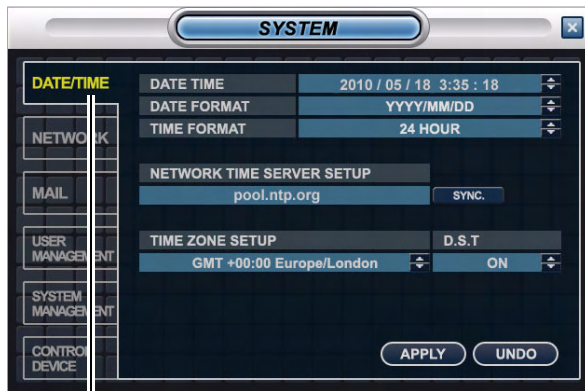 SYSTEM
DATE/TIME
NETWORK
MAIL
USER
MANAGEMENT
SYSTEM
MANAGEMENT
CONTROL
DEVICE
DATE TIME 2010 / 05 / 18 3:35 : 18
DATE FORMAT YYYY/MM/DD
TIME FORMAT 24 HOUR
NETWORK TIME SERVER SETUP
pool.ntp.org SYNC.
TIME ZONE SETUP D.S.T
GMT +00:00 Europe/London ON
APPLY UNDO